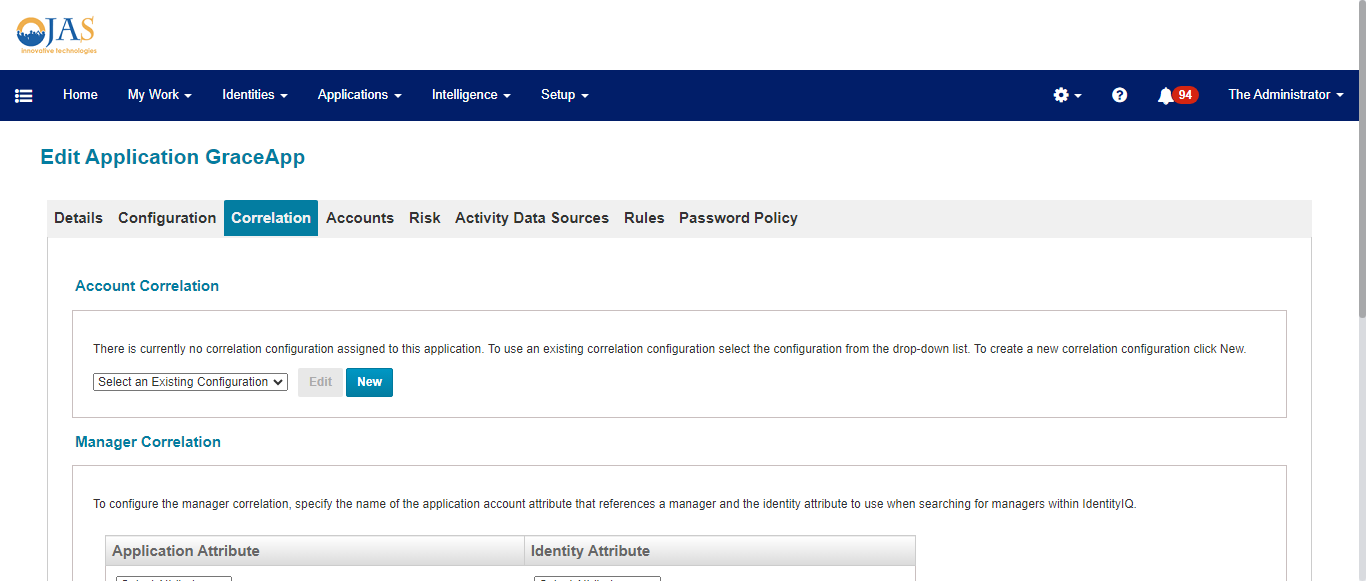 OJAS
innovative technologies
Home My Work Identities Applications Intelligence Setup 94 The Administrator
Edit Application GraceApp
Details Configuration Correlation Accounts Risk Activity Data Sources Rules Password Policy
Account Correlation
There is currently no correlation configuration assigned to this application. To use an existing correlation configuration select the configuration from the drop-down list. To create a new correlation configuration click New.
Select an Existing Configuration Edit New
Manager Correlation
To configure the manager correlation, specify the name of the application account attribute that references a manager and the identity attribute to use when searching for managers within IdentityIQ.
Application Attribute Identity Attribute